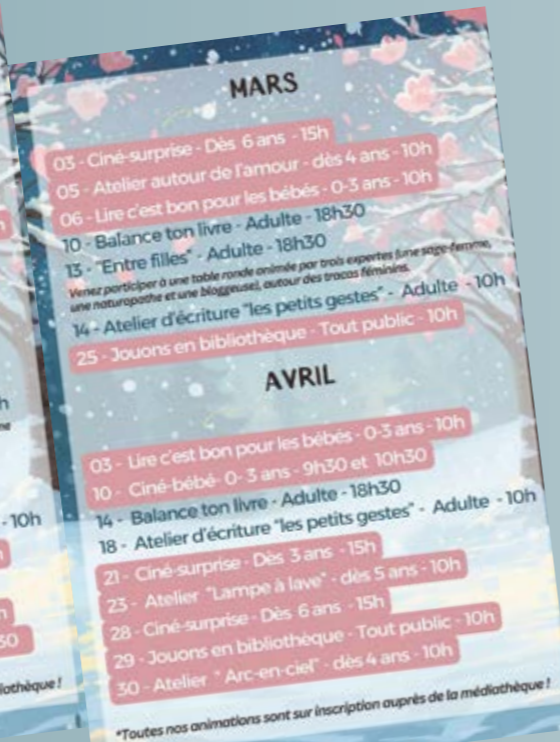 MARS
03 - Ciné-surprise - Dès 6 ans - 15h
05 - Atelier autour de l'amour - dès 4 ans - 10h
06 - Lire c'est bon pour les bébés - 0-3 ans - 10h
10 - Balance ton livre - Adulte - 18h30
13 - "Entre filles" - Adulte - 18h30
Venez participer à une table ronde animée par trois expertes (une sage-femme,
une naturopathe et une bloggeuse), autour des tracas féminins.
14 - Atelier d'écriture "les petits gestes" - Adulte - 10h
25 - Jouons en bibliothèque - Tout public - 10h
AVRIL
03 - Lire c'est bon pour les bébés - 0-3 ans - 10h
10 - Ciné-bébé- 0- 3 ans - 9h30 et 10h30
14 - Balance ton livre - Adulte - 18h30
18 - Atelier d'écriture "les petits gestes" - Adulte - 10h
21 - Ciné-surprise - Dès 3 ans - 15h
23 - Atelier "Lampe à lave" - dès 5 ans - 10h
28 - Ciné-surprise - Dès 6 ans - 15h
29 - Jouons en bibliothèque - Tout public - 10h
30 - Atelier " Arc-en-ciel" - dès 4 ans - 10h
*Toutes nos animations sont sur inscription auprès de la médiathèque !
- 10h